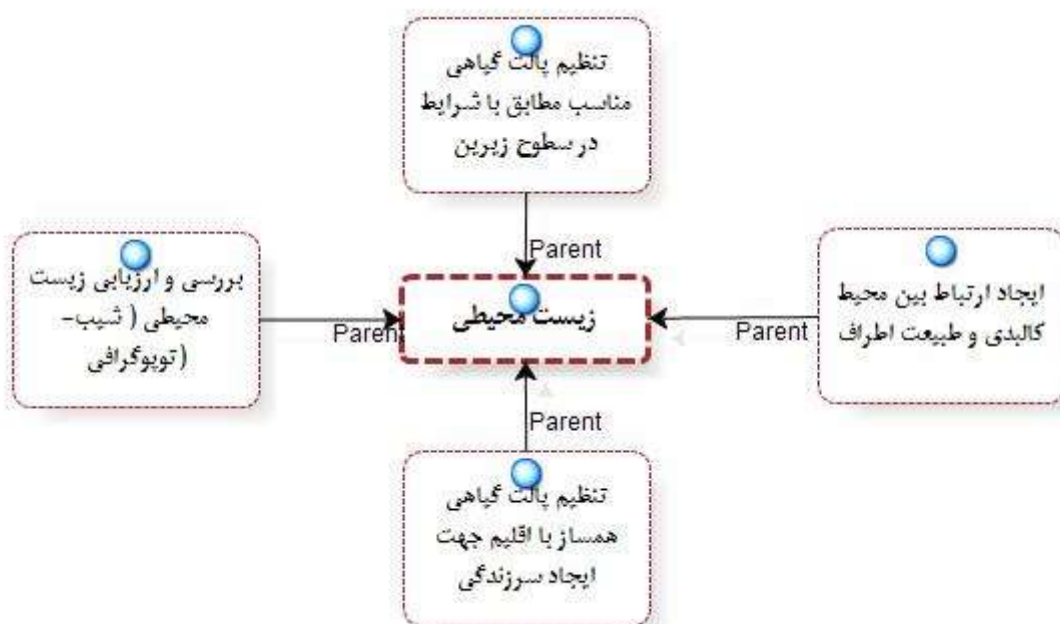 تنظیم پالت گیاهی
مناسب مطابق با شرایط
در سطوح زیرین
Parent
ایجاد ارتباط بین محیط
کالبدی و طبیعت اطراف
Parent
زیست محیطی
Parent
بررسی و ارزیابی زیست
محیطی ( شیب-
توپوگرافی)
Parent
تنظیم پالت گیاهی
همساز با اقلیم جهت
ایجاد سرزندگی